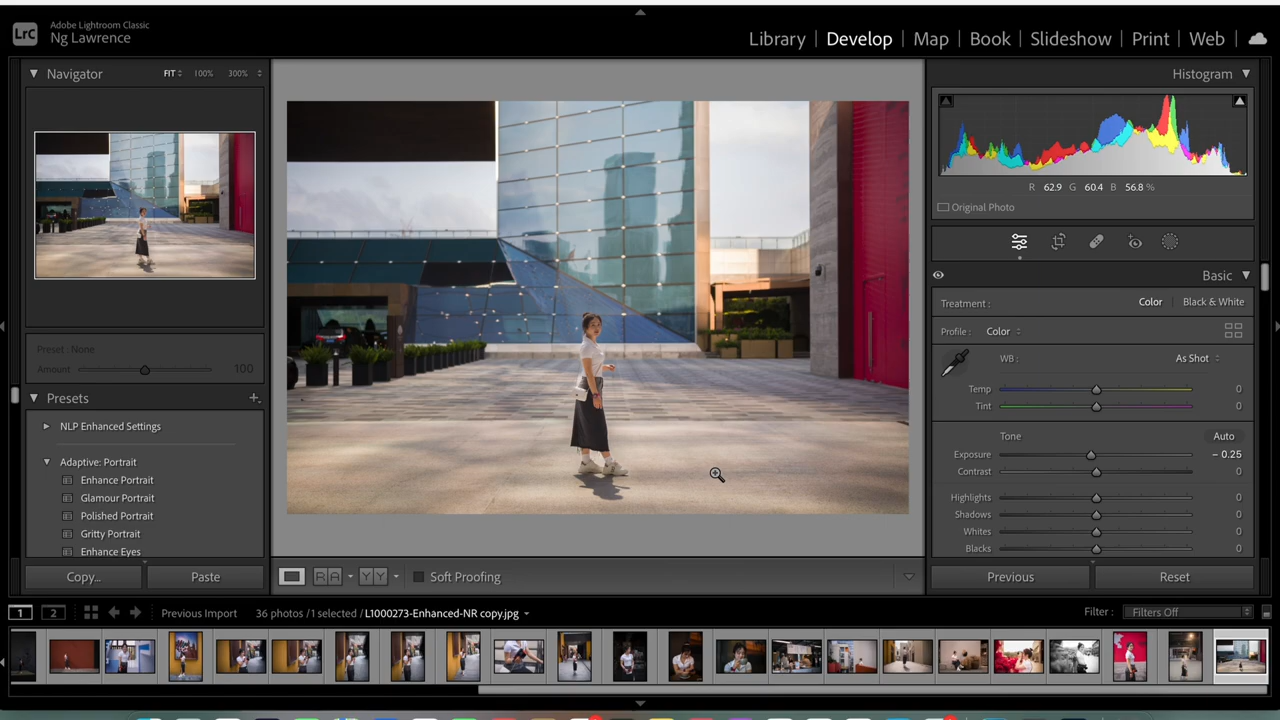 LrC
Adobe Lightroom Classic
Ng Lawrence
Library | Develop | Map | Book | Slideshow | Print | Web
Navigator
FIT 100% 300%
Preset : None
Amount 100
Presets
NLP Enhanced Settings
Adaptive: Portrait
Enhance Portrait
Glamour Portrait
Polished Portrait
Gritty Portrait
Enhance Eyes
Copy...
Paste
RA
YY
Soft Proofing
Histogram
R 62.9 G 60.4 B 56.8 %
Original Photo
Basic
Treatment : Color | Black & White
Profile : Color
WB : As Shot
Temp 0
Tint 0
Tone Auto
Exposure – 0.25
Contrast 0
Highlights 0
Shadows 0
Whites 0
Blacks 0
Previous
Reset
1 2 Previous Import 36 photos / 1 selected / L1000273-Enhanced-NR copy.jpg
Filter : Filters Off